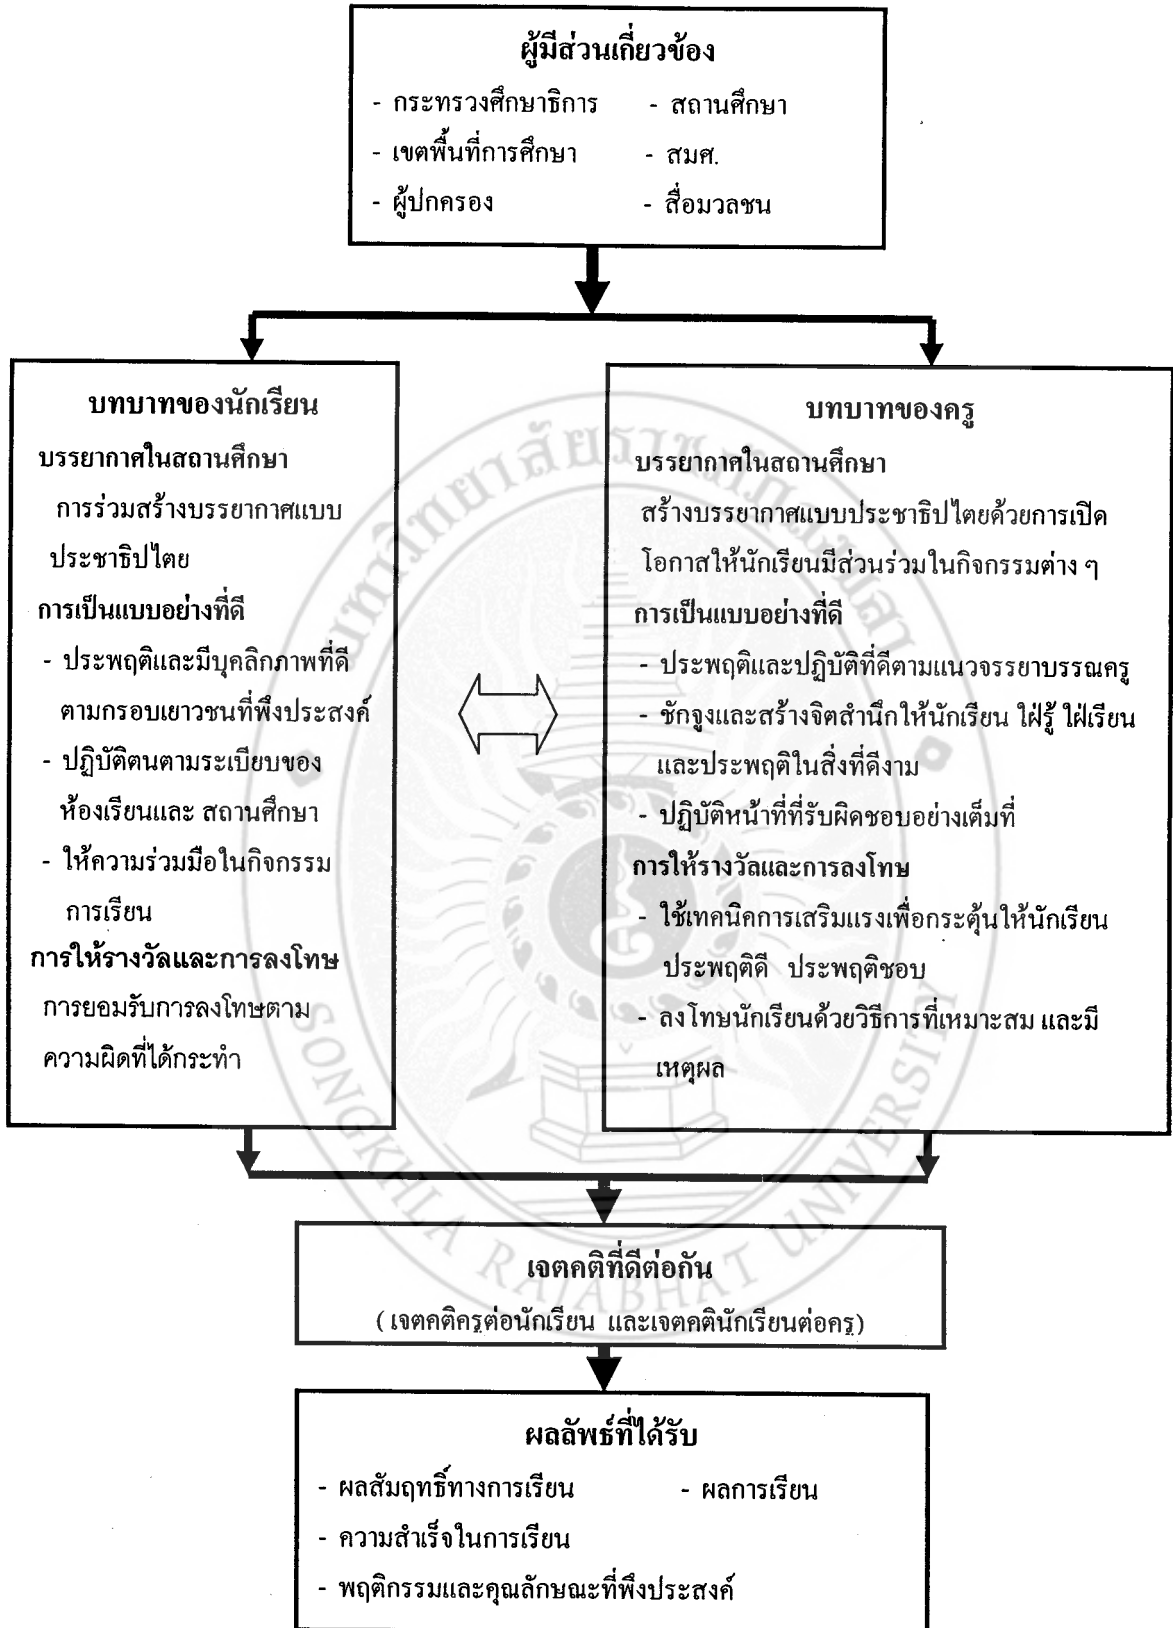 ผู้มีส่วนเกี่ยวข้อง
- กระทรวงศึกษาธิการ - สถานศึกษา
- เขตพื้นที่การศึกษา - สมศ.
- ผู้ปกครอง - สื่อมวลชน
บทบาทของนักเรียน
บรรยากาศในสถานศึกษา
การร่วมสร้างบรรยากาศแบบ
ประชาธิปไตย
การเป็นแบบอย่างที่ดี
- ประพฤติและมีบุคลิกภาพที่ดี
ตามกรอบเยาวชนที่พึงประสงค์
- ปฏิบัติตนตามระเบียบของ
ห้องเรียนและ สถานศึกษา
- ให้ความร่วมมือในกิจกรรม
การเรียน
การให้รางวัลและการลงโทษ
การยอมรับการลงโทษตาม
ความผิดที่ได้กระทำ
บทบาทของครู
บรรยากาศในสถานศึกษา
สร้างบรรยากาศแบบประชาธิปไตยด้วยการเปิด
โอกาสให้นักเรียนมีส่วนร่วมในกิจกรรมต่าง ๆ
การเป็นแบบอย่างที่ดี
- ประพฤติและปฏิบัติที่ดีตามแนวจรรยาบรรณครู
- ชักจูงและสร้างจิตสำนึกให้นักเรียน ใฝ่รู้ ใฝ่เรียน
และประพฤติในสิ่งที่ดีงาม
- ปฏิบัติหน้าที่ที่รับผิดชอบอย่างเต็มที่
การให้รางวัลและการลงโทษ
- ใช้เทคนิคการเสริมแรงเพื่อกระตุ้นให้นักเรียน
ประพฤติดี ประพฤติชอบ
- ลงโทษนักเรียนด้วยวิธีการที่เหมาะสม และมี
เหตุผล
เจตคติที่ดีต่อกัน
( เจตคติครูต่อนักเรียน และเจตคตินักเรียนต่อครู)
ผลลัพธ์ที่ได้รับ
- ผลสัมฤทธิ์ทางการเรียน - ผลการเรียน
- ความสำเร็จในการเรียน
- พฤติกรรมและคุณลักษณะที่พึงประสงค์
มหาวิทยาลัยราชภัฏสงขลา
SONGKHLA RAJABHAT UNIVERSITY